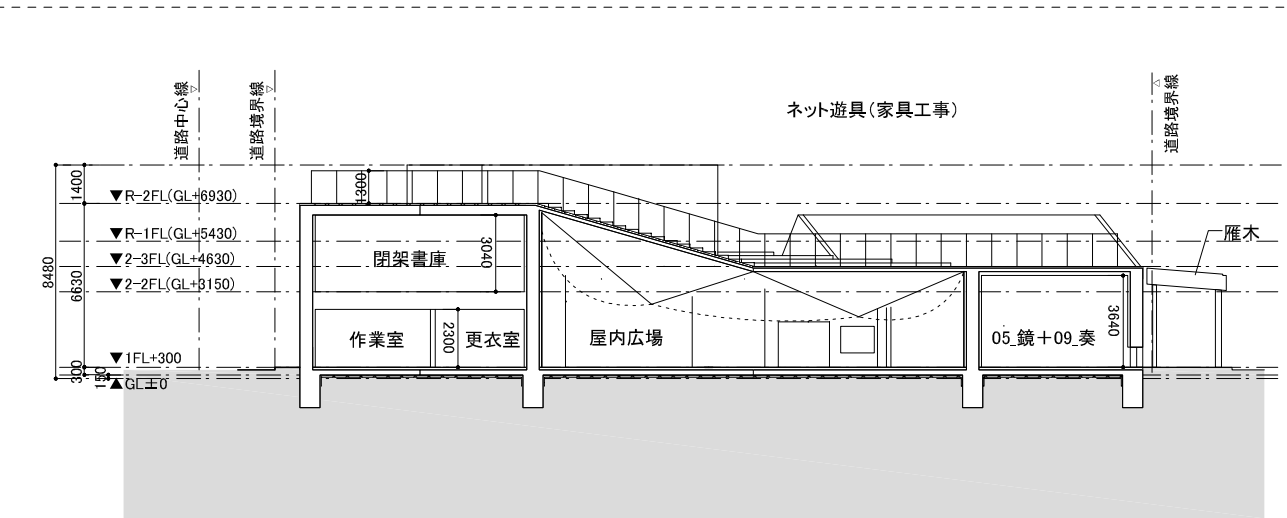 ネット遊具(家具工事)
道路中心線
道路境界線
道路境界線
1400
1300
▼R-2FL(GL+6930)
▼R-1FL(GL+5430)
▼2-3FL(GL+4630)
▼2-2FL(GL+3150)
▼1FL+300
▲GL±0
8480
6630
300
150
閉架書庫
3040
作業室
2300
更衣室
屋内広場
05_鏡+09_奏
3640
雁木